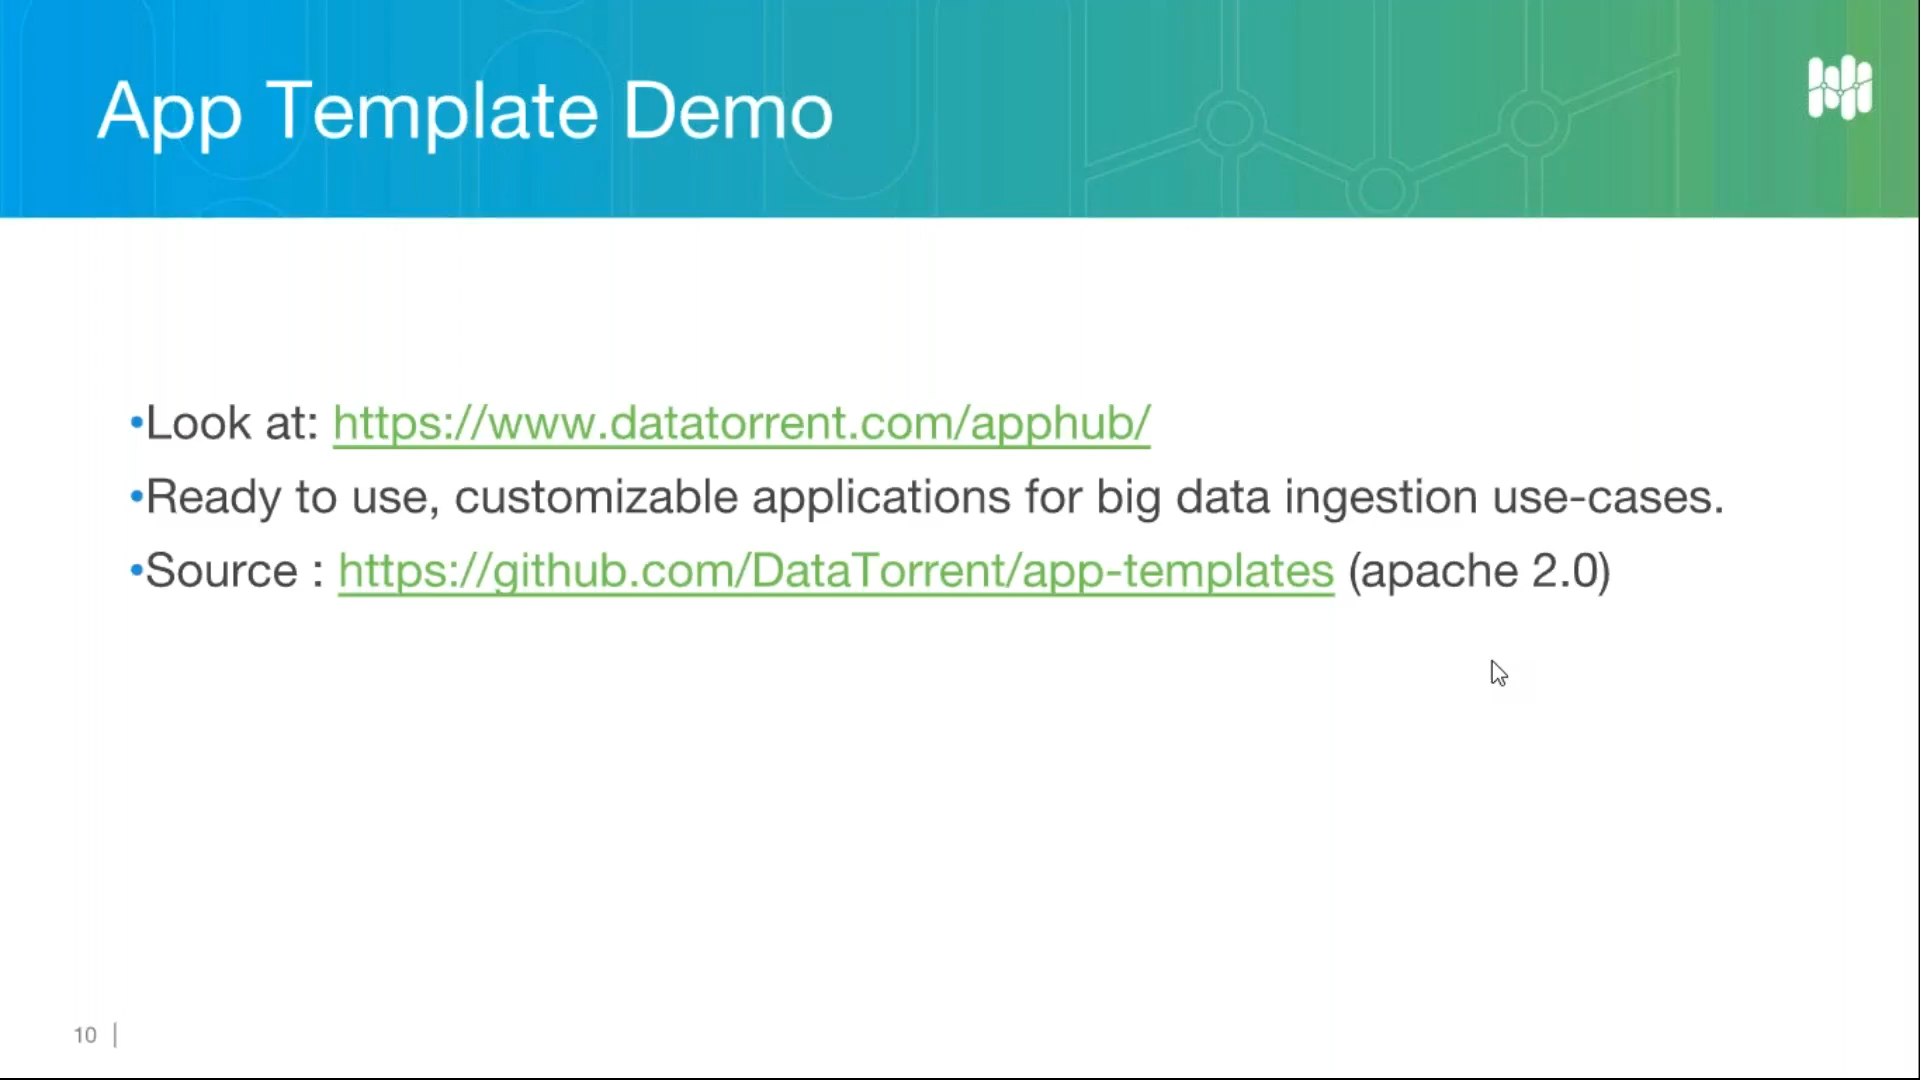 App Template Demo
•Look at: https://www.datatorrent.com/apphub/
•Ready to use, customizable applications for big data ingestion use-cases.
•Source : https://github.com/DataTorrent/app-templates (apache 2.0)
10 |